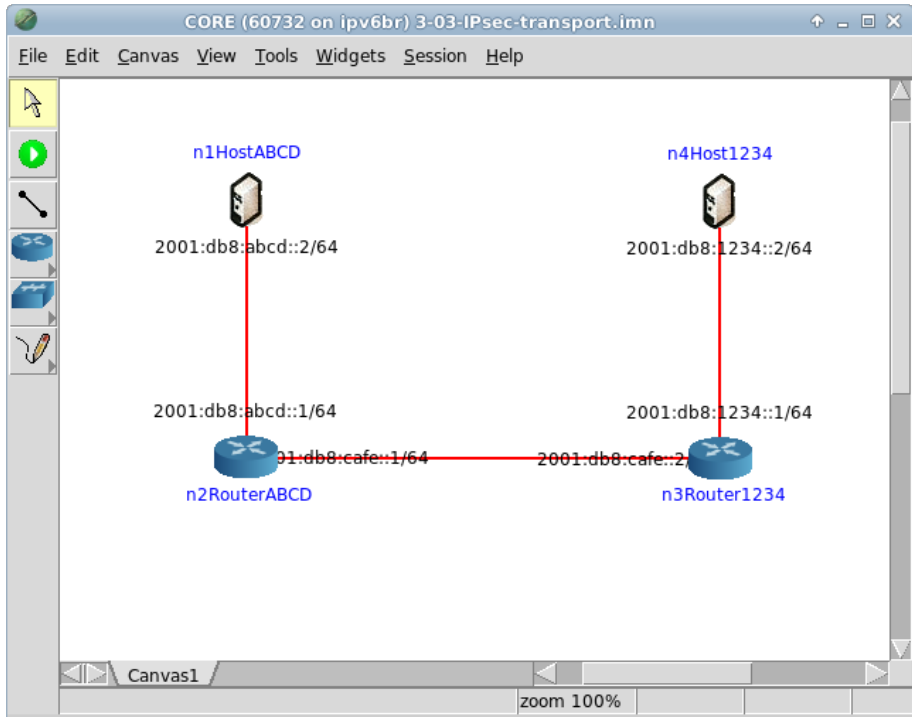 CORE (60732 on ipv6br) 3-03-IPsec-transport.imn
File Edit Canvas View Tools Widgets Session Help
n1HostABCD n4Host1234
2001:db8:abcd::2/64 2001:db8:1234::2/64
2001:db8:abcd::1/64 2001:db8:1234::1/64
01:db8:cafe::1/64 2001:db8:cafe::2/
n2RouterABCD n3Router1234
Canvas1
zoom 100%